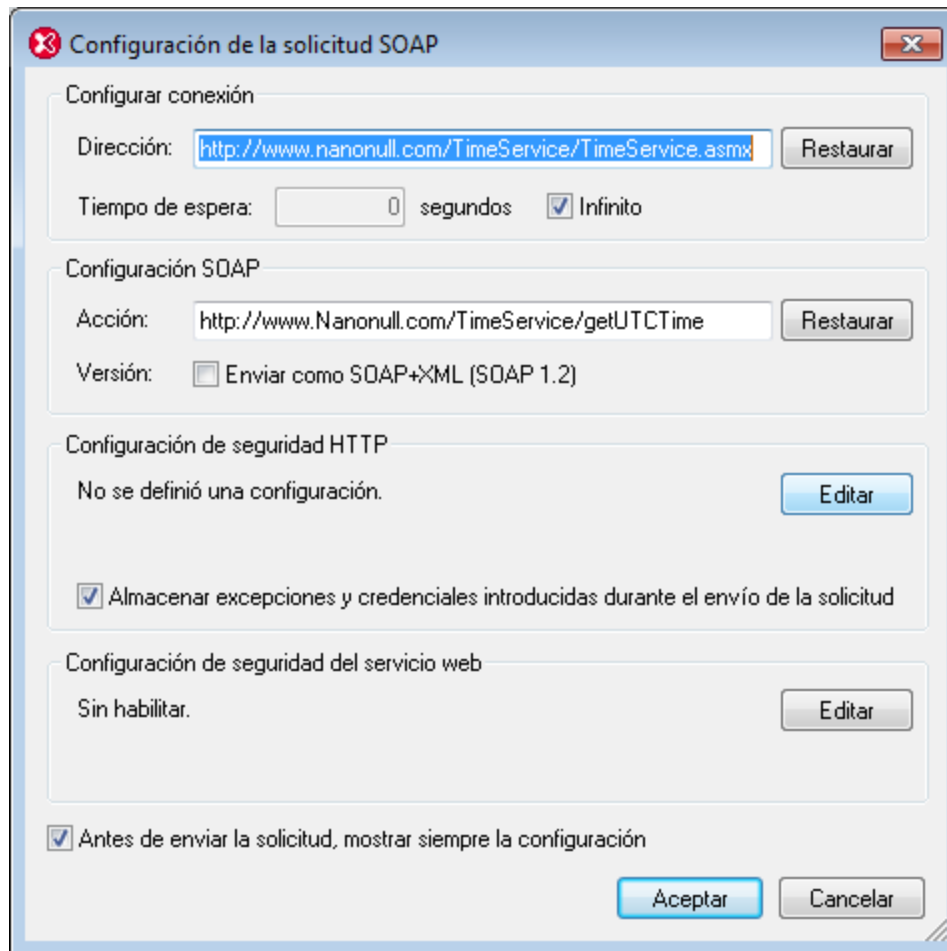 Configuración de la solicitud SOAP
Configurar conexión
Dirección: http://www.nanonull.com/TimeService/TimeService.asmx Restaurar
Tiempo de espera: 0 segundos Infinito
Configuración SOAP
Acción: http://www.Nanonull.com/TimeService/getUTCTime Restaurar
Versión: Enviar como SOAP+XML (SOAP 1.2)
Configuración de seguridad HTTP
No se definió una configuración. Editar
Almacenar excepciones y credenciales introducidas durante el envío de la solicitud
Configuración de seguridad del servicio web
Sin habilitar. Editar
Antes de enviar la solicitud, mostrar siempre la configuración
Aceptar Cancelar